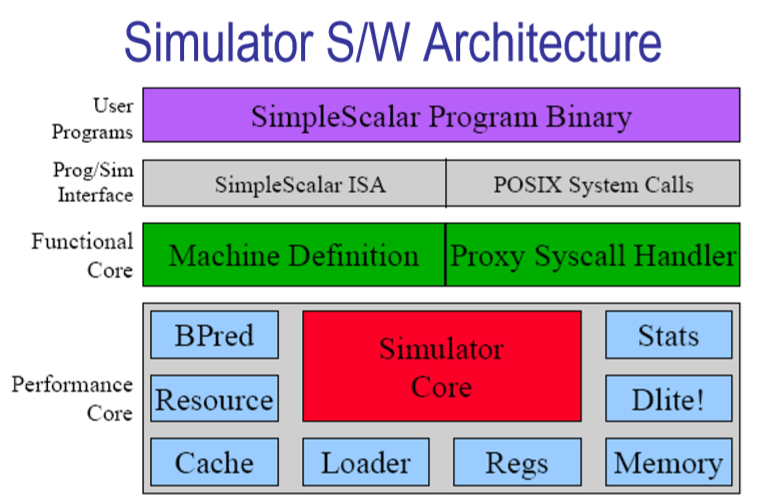 Simulator S/W Architecture
User
Programs
SimpleScalar Program Binary
Prog/Sim
Interface
SimpleScalar ISA
POSIX System Calls
Functional
Core
Machine Definition
Proxy Syscall Handler
Performance
Core
BPred
Simulator
Core
Stats
Resource
Dlite!
Cache
Loader
Regs
Memory